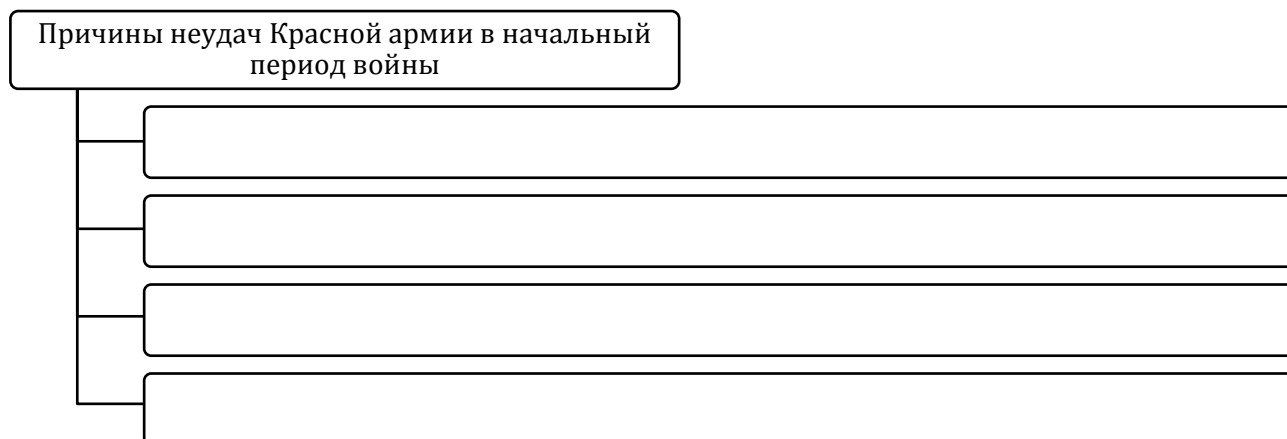 Причины неудач Красной армии в начальный
период войны